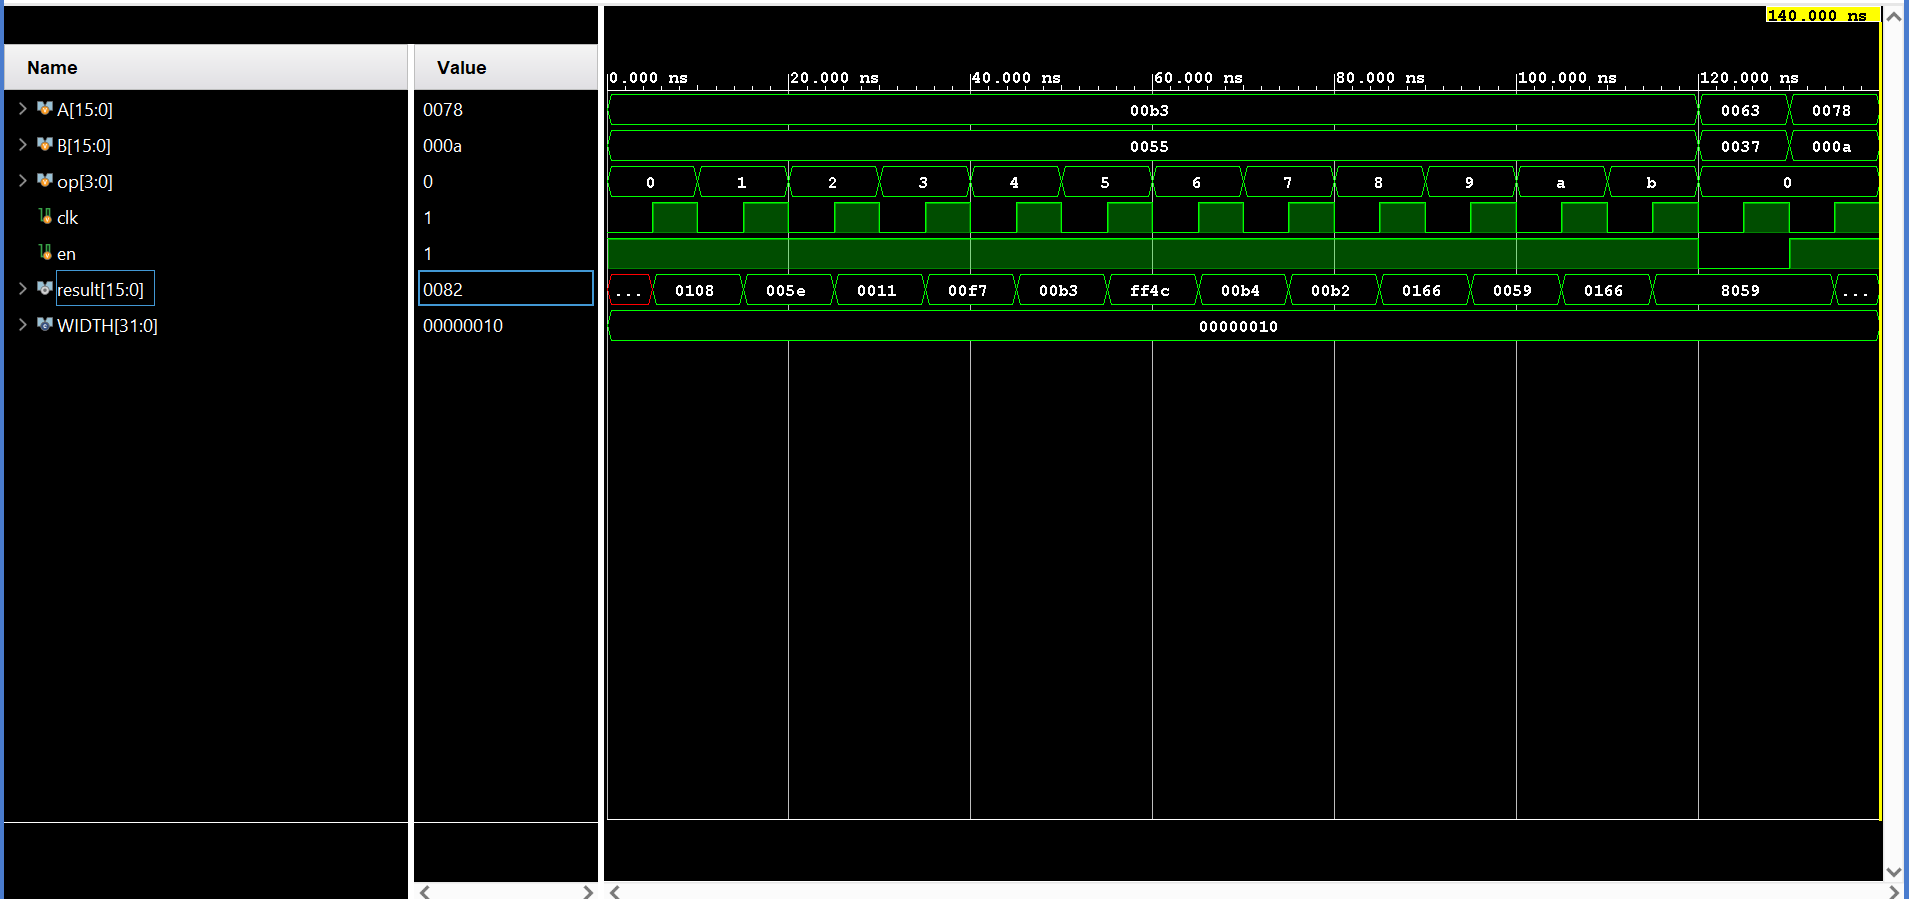 140.000 ns
Name Value
0.000 ns 20.000 ns 40.000 ns 60.000 ns 80.000 ns 100.000 ns 120.000 ns
A[15:0] 0078 00b3 0063 0078
B[15:0] 000a 0055 0037 000a
op[3:0] 0 0 1 2 3 4 5 6 7 8 9 a b 0
clk 1
en 1
result[15:0] 0082 ... 0108 005e 0011 00f7 00b3 ff4c 00b4 00b2 0166 0059 0166 8059 ...
WIDTH[31:0] 00000010 00000010